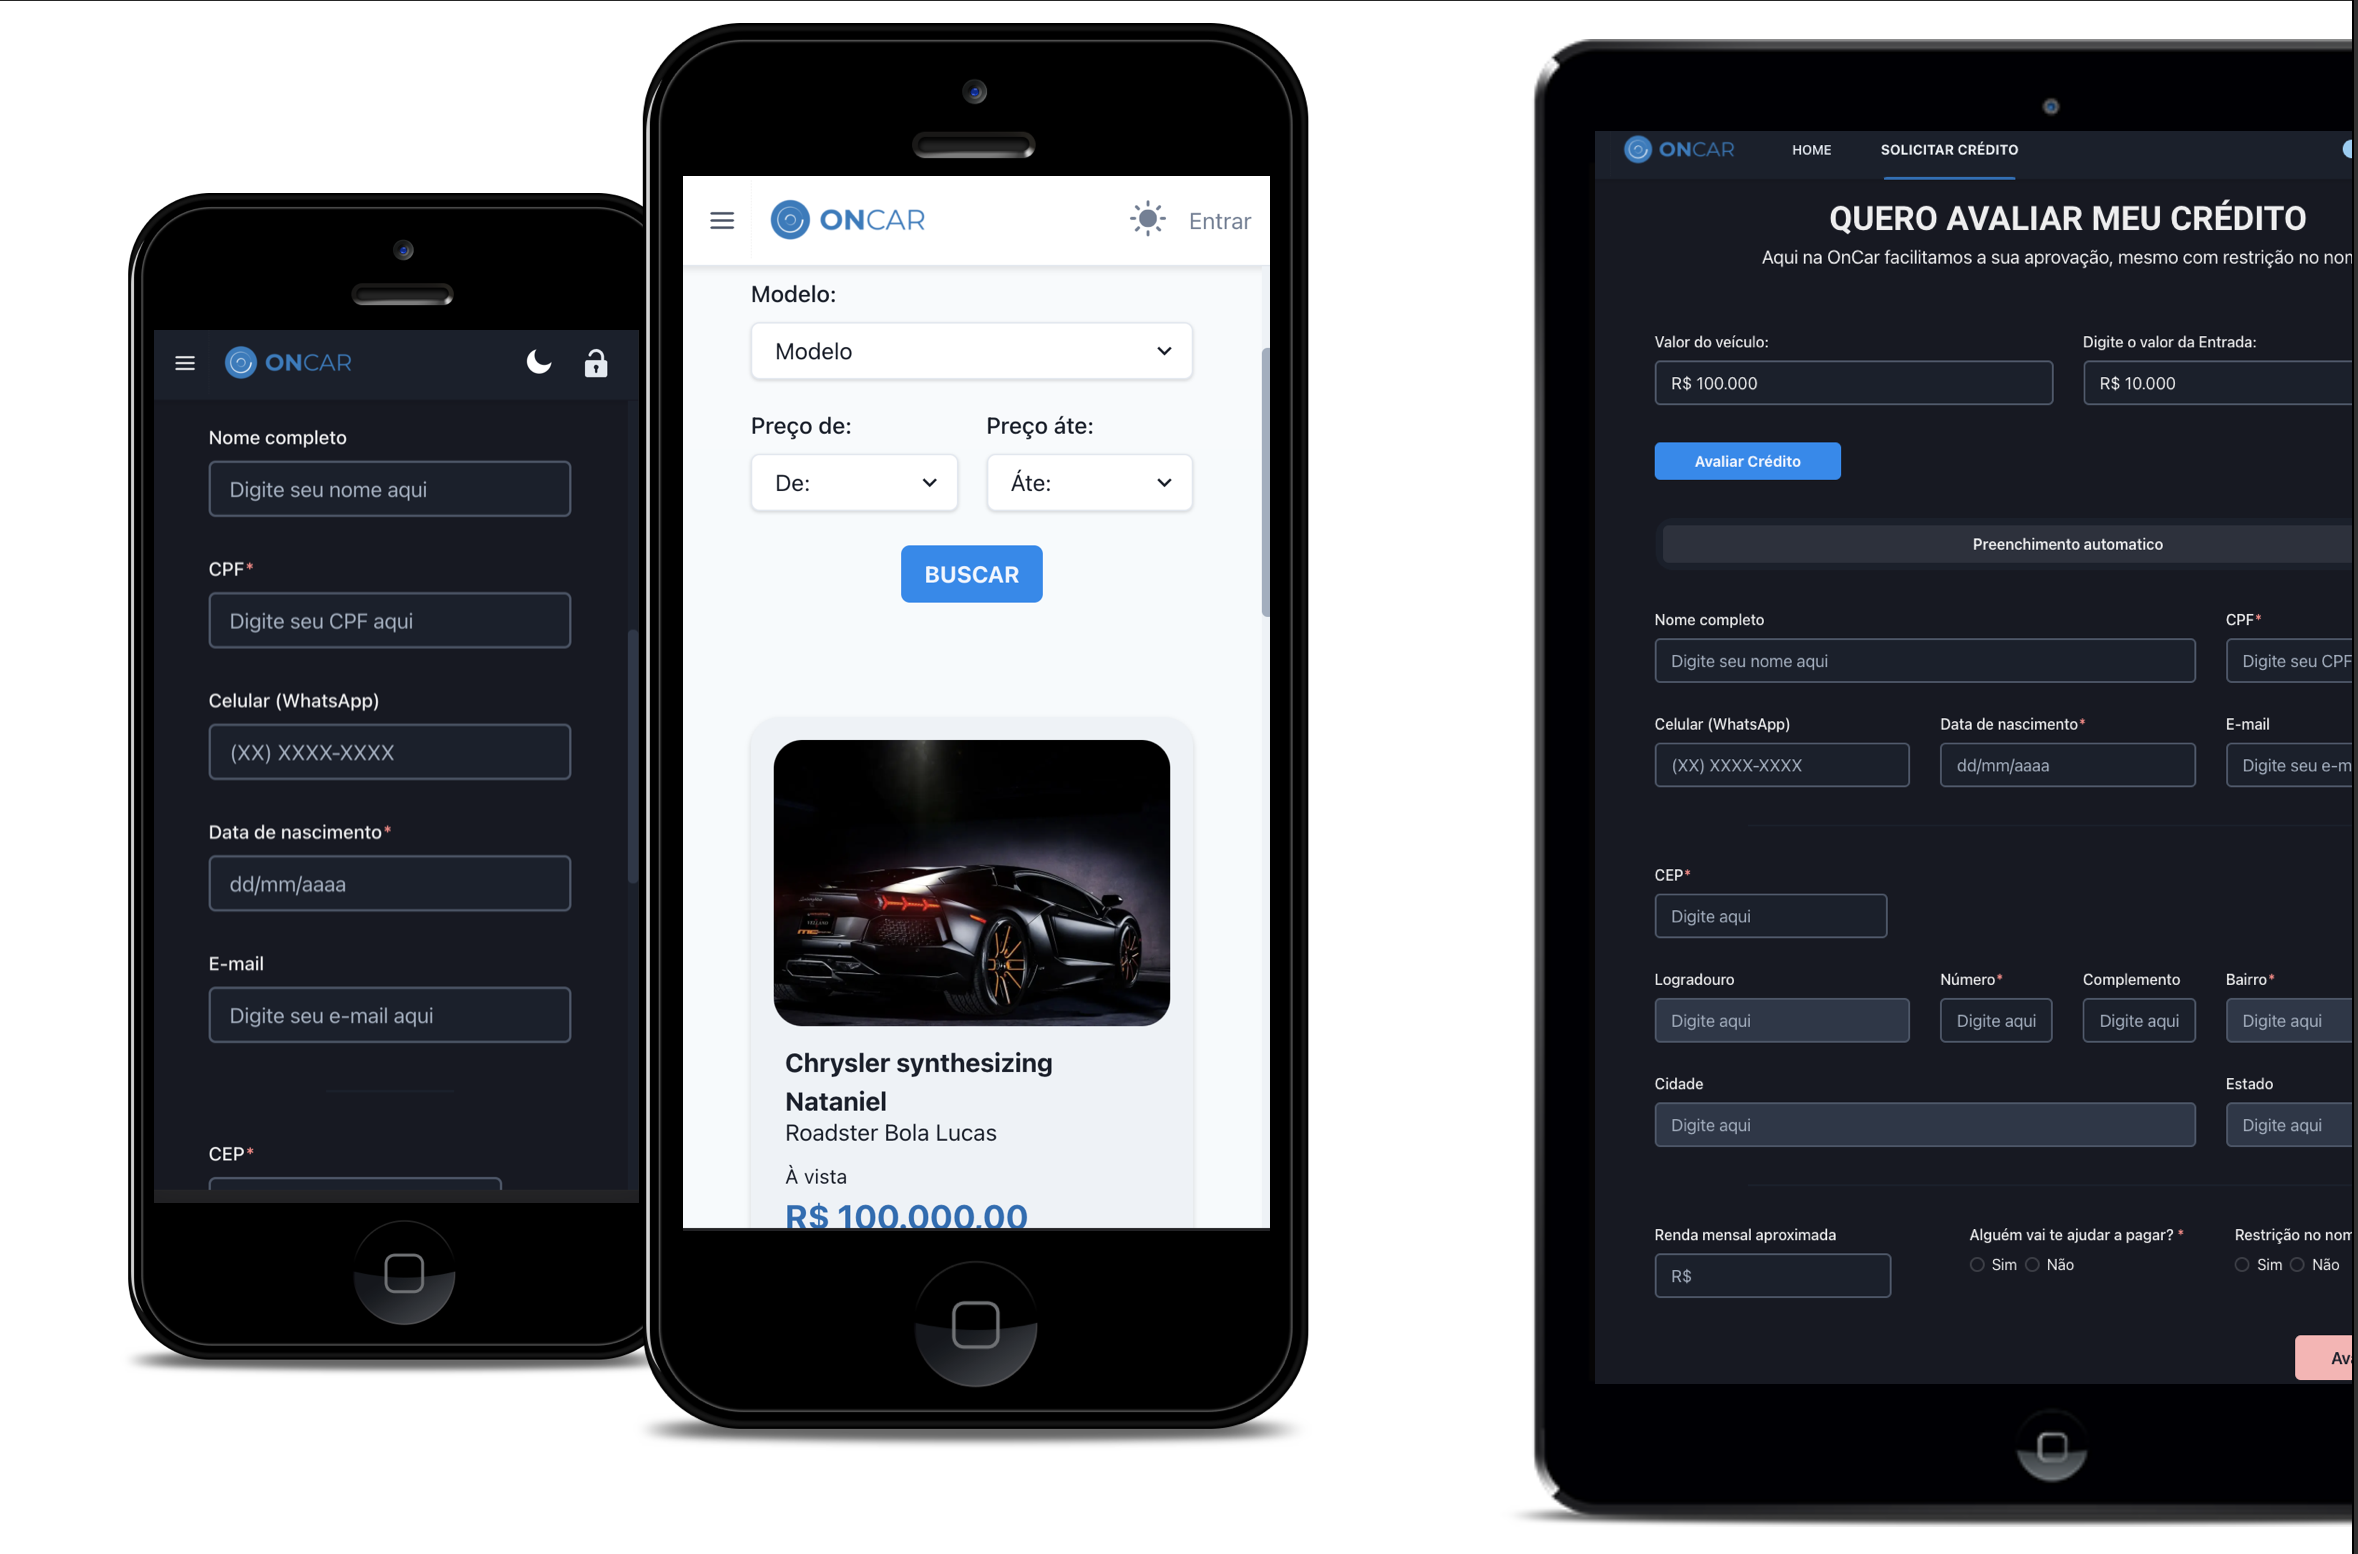 ONCAR
Nome completo
Digite seu nome aqui
CPF*
Digite seu CPF aqui
Celular (WhatsApp)
(XX) XXXX-XXXX
Data de nascimento*
dd/mm/aaaa
E-mail
Digite seu e-mail aqui
CEP*
ONCAR
Entrar
Modelo:
Modelo
Preço de:
Preço áte:
De:
Áte:
BUSCAR
Chrysler synthesizing
Nataniel
Roadster Bola Lucas
À vista
R$ 100.000,00
ONCAR
HOME
SOLICITAR CRÉDITO
QUERO AVALIAR MEU CRÉDITO
Aqui na OnCar facilitamos a sua aprovação, mesmo com restrição no
Valor do veículo:
Digite o valor da Entrada:
R$ 100.000
R$ 10.000
Avaliar Crédito
Preenchimento automatico
Nome completo
CPF*
Digite seu nome aqui
Digite seu CPF
Celular (WhatsApp)
Data de nascimento*
E-mail
(XX) XXXX-XXXX
dd/mm/aaaa
Digite seu
CEP*
Digite aqui
Logradouro
Número*
Complemento
Bairro*
Digite aqui
Digite aqui
Digite aqui
Digite aqui
Cidade
Estado
Digite aqui
Digite aqui
Renda mensal aproximada
Alguém vai te ajudar a pagar? *
Restrição no
R$
Sim
Não
Sim
Não